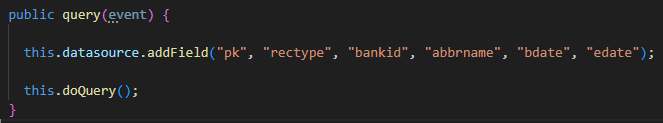 public query(event) {
this.datasource.addField("pk", "rectype", "bankid", "abbrname", "bdate", "edate");
this.doQuery();
}